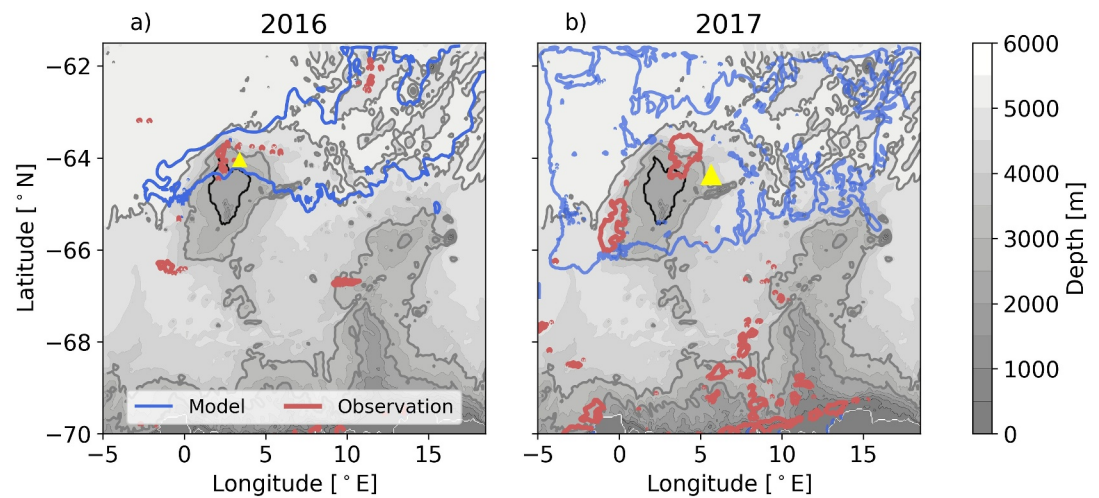 a) 2016
b) 2017
−62
−64
−66
−68
−70
Latitude [°N]
Model
Observation
−5 0 5 10 15
Longitude [°E]
−5 0 5 10 15
Longitude [°E]
6000
5000
4000
3000
2000
1000
0
Depth [m]